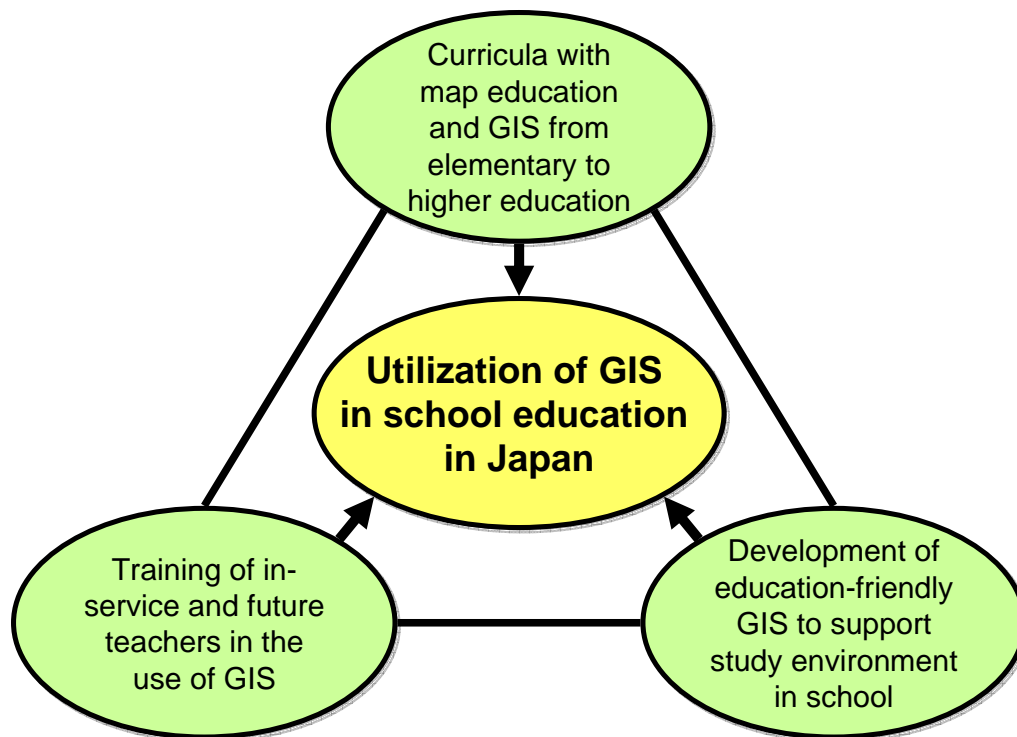 Curricula with
map education
and GIS from
elementary to
higher education
Utilization of GIS
in school education
in Japan
Training of in-
service and future
teachers in the
use of GIS
Development of
education-friendly
GIS to support
study environment
in school